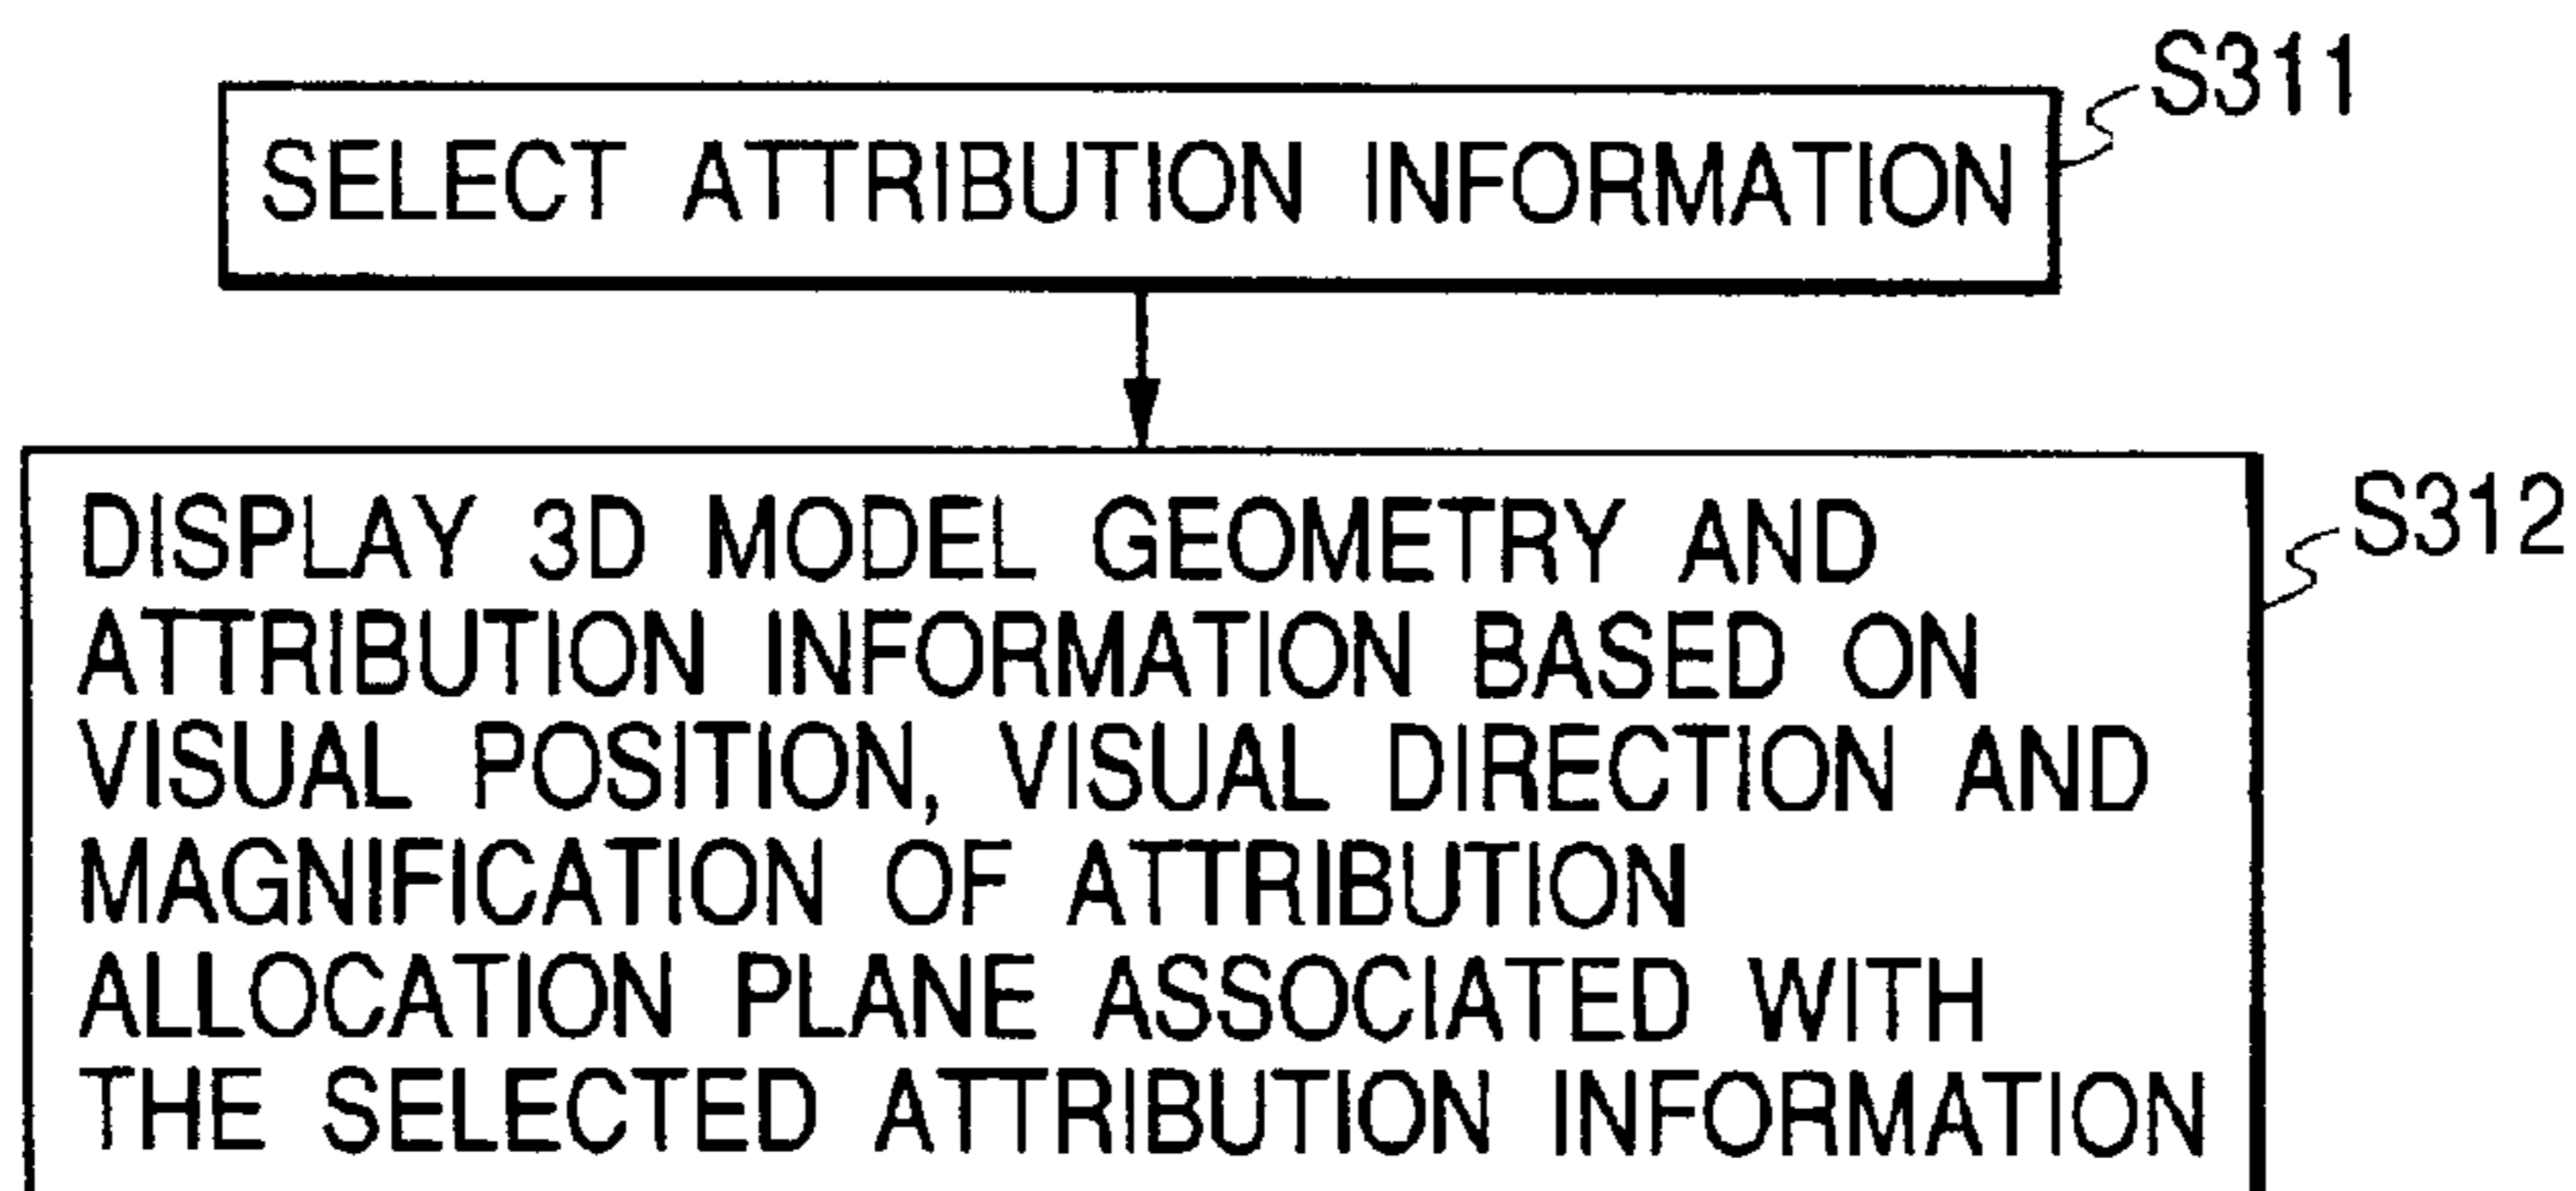 S311
SELECT ATTRIBUTION INFORMATION
S312
DISPLAY 3D MODEL GEOMETRY AND
ATTRIBUTION INFORMATION BASED ON
VISUAL POSITION, VISUAL DIRECTION AND
MAGNIFICATION OF ATTRIBUTION
ALLOCATION PLANE ASSOCIATED WITH
THE SELECTED ATTRIBUTION INFORMATION